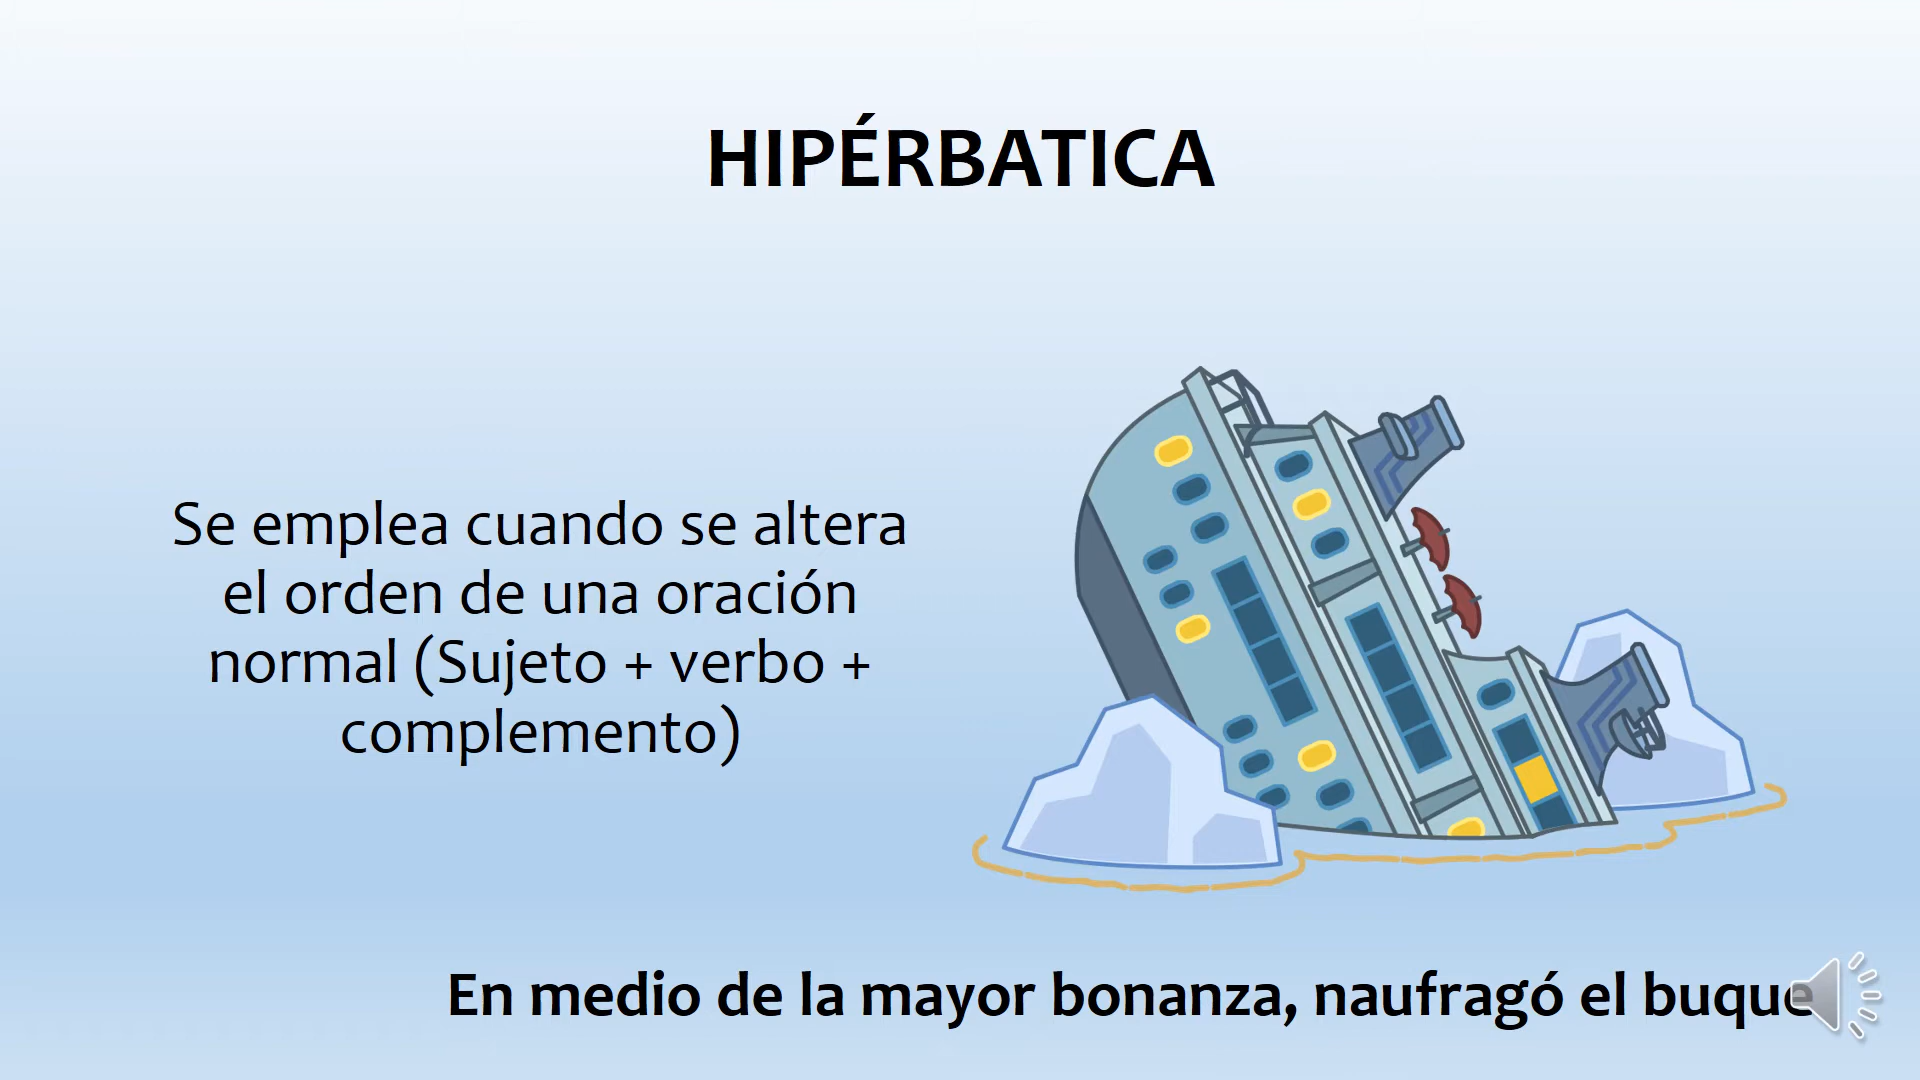 HIPÉRBATICA
Se emplea cuando se altera
el orden de una oración
normal (Sujeto + verbo +
complemento)
En medio de la mayor bonanza, naufragó el buque